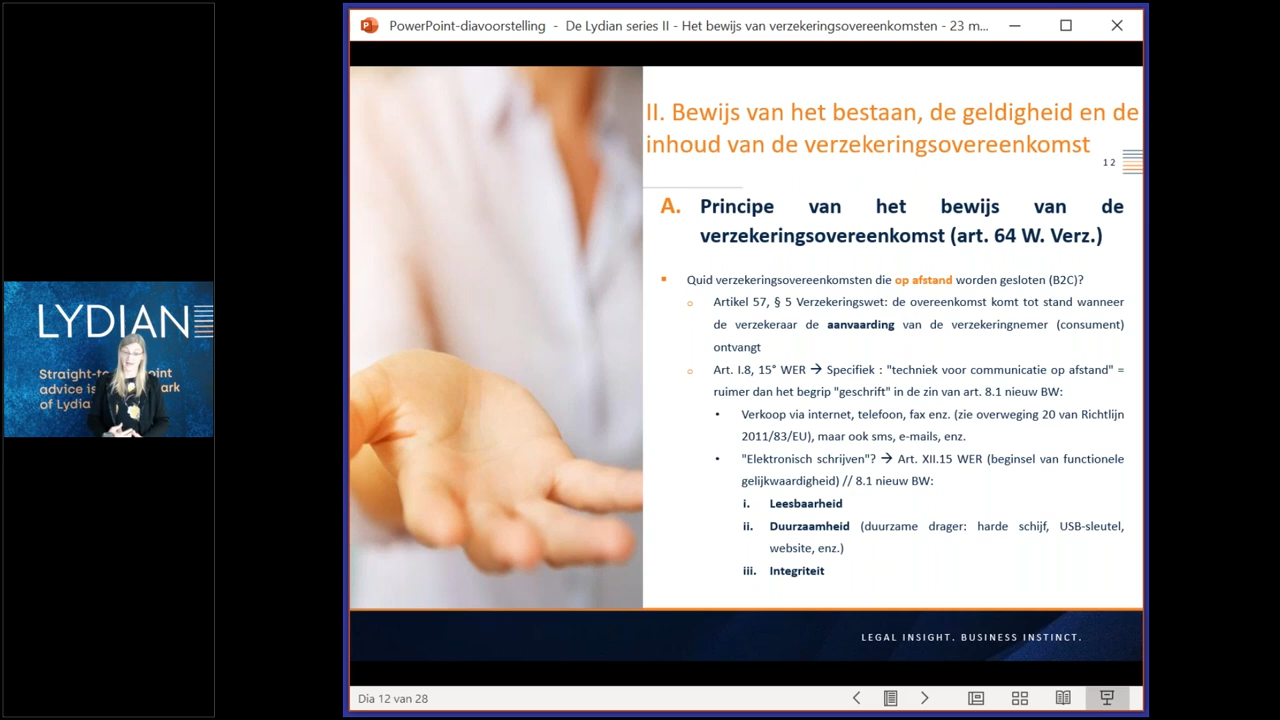 PowerPoint-diavoorstelling - De Lydian series II - Het bewijs van verzekeringsovereenkomsten - 23 m...
II. Bewijs van het bestaan, de geldigheid en de
inhoud van de verzekeringsovereenkomst
12
A. Principe van het bewijs van de
verzekeringsovereenkomst (art. 64 W. Verz.)
Quid verzekeringsovereenkomsten die op afstand worden gesloten (B2C)?
Artikel 57, § 5 Verzekeringswet: de overeenkomst komt tot stand wanneer
de verzekeraar de aanvaarding van de verzekeringnemer (consument)
ontvangt
Art. I.8, 15° WER → Specifiek : "techniek voor communicatie op afstand" =
ruimer dan het begrip "geschrift" in de zin van art. 8.1 nieuw BW:
Verkoop via internet, telefoon, fax enz. (zie overweging 20 van Richtlijn
2011/83/EU), maar ook sms, e-mails, enz.
"Elektronisch schrijven"? → Art. XII.15 WER (beginsel van functionele
gelijkwaardigheid) // 8.1 nieuw BW:
i. Leesbaarheid
ii. Duurzaamheid (duurzame drager: harde schijf, USB-sleutel,
website, enz.)
iii. Integriteit
LEGAL INSIGHT. BUSINESS INSTINCT.
Dia 12 van 28
LYDIAN
Straight-t oint
advice is ark
of Lydia